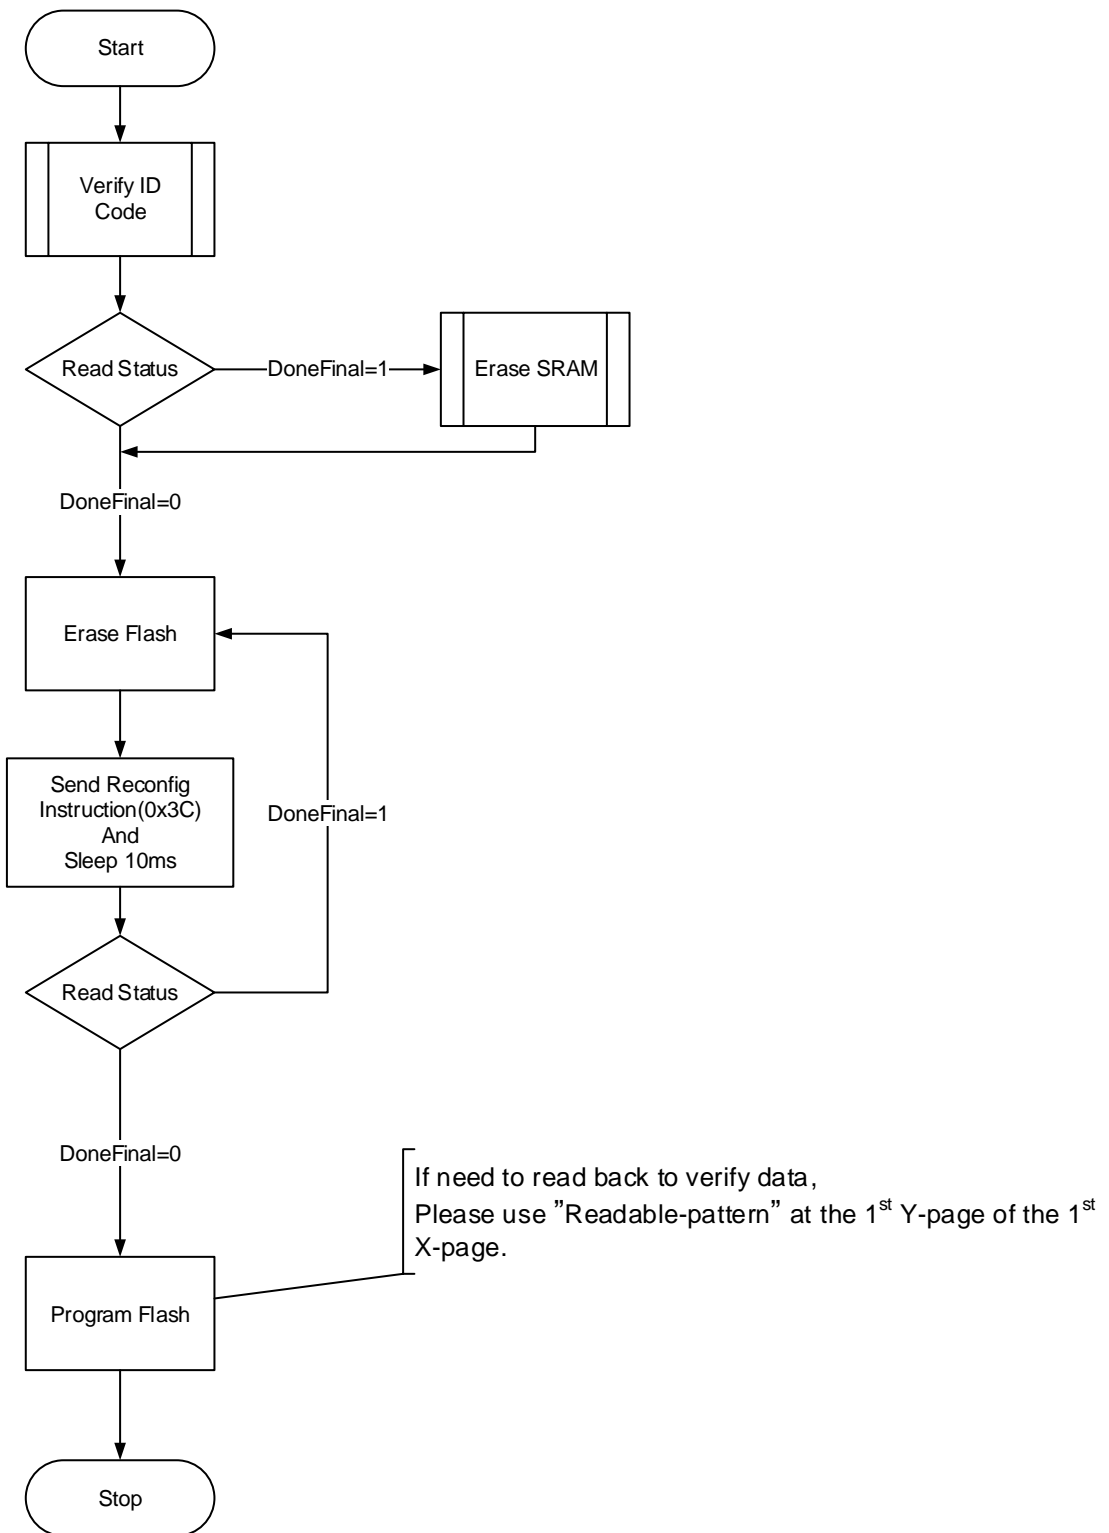 Start
Verify ID
Code
Read Status
DoneFinal=1
Erase SRAM
DoneFinal=0
Erase Flash
Send Reconfig
Instruction(0x3C)
And
Sleep 10ms
DoneFinal=1
Read Status
DoneFinal=0
If need to read back to verify data,
Please use ”Readable-pattern” at the 1st Y-page of the 1st
X-page.
Program Flash
Stop